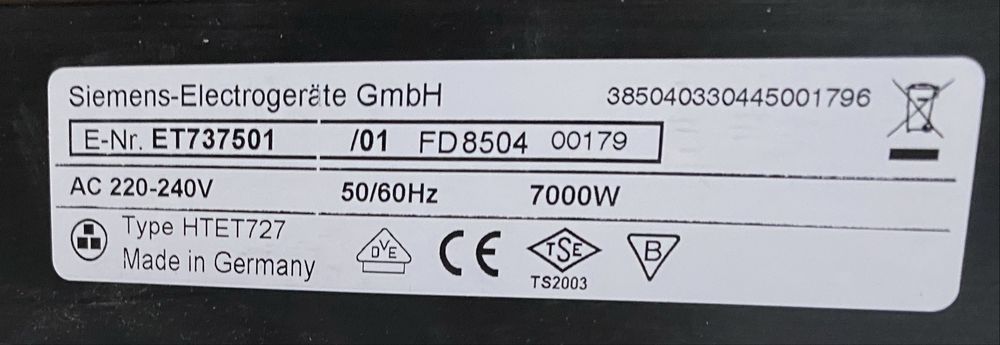 Siemens-Electrogeräte GmbH 385040330445001796
E-Nr. ET737501 /01 FD 8504 00179
AC 220-240V 50/60Hz 7000W
Type HTET727
Made in Germany
DVE CE TSE B
TS2003